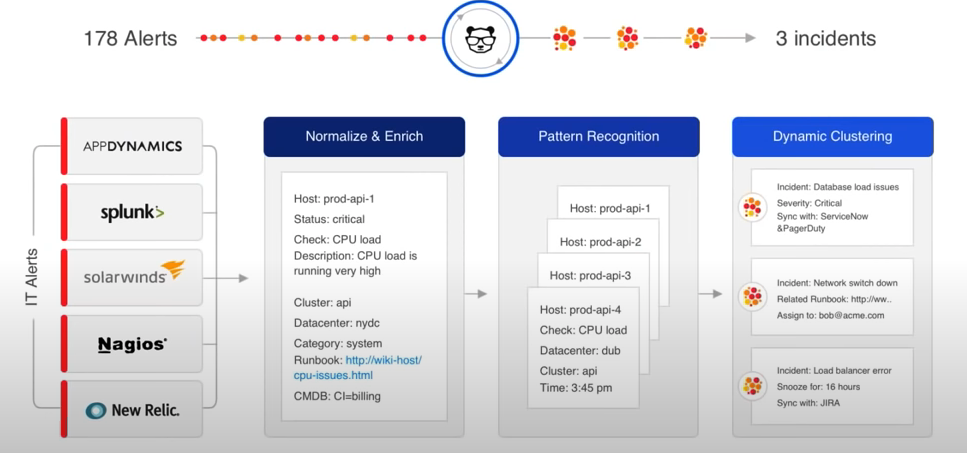 178 Alerts
3 incidents
IT Alerts
APPDYNAMICS
splunk>
solarwinds
Nagios®
New Relic.
Normalize & Enrich
Host: prod-api-1
Status: critical
Check: CPU load
Description: CPU load is
running very high
Cluster: api
Datacenter: nydc
Category: system
Runbook: http://wiki-host/
cpu-issues.html
CMDB: CI=billing
Pattern Recognition
Host: prod-api-1
Host: prod-api-2
Host: prod-api-3
Host: prod-api-4
Check: CPU load
Datacenter: dub
Cluster: api
Time: 3:45 pm
Dynamic Clustering
Incident: Database load issues
Severity: Critical
Sync with: ServiceNow
&PagerDuty
Incident: Network switch down
Related Runbook: http://ww..
Assign to: bob@acme.com
Incident: Load balancer error
Snooze for: 16 hours
Sync with: JIRA